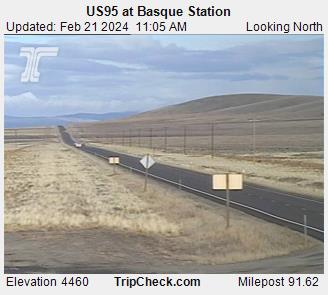 US95 at Basque Station
Updated: Feb 21 2024 11:05 AM Looking North
Elevation 4460 TripCheck.com Milepost 91.62